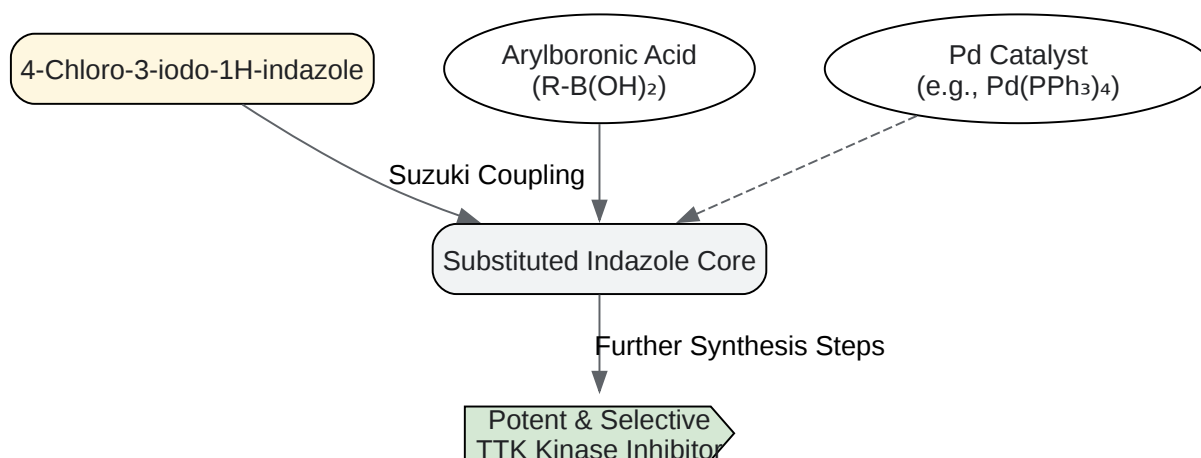 4-Chloro-3-iodo-1H-indazole
Arylboronic Acid
(R-B(OH)₂)
Pd Catalyst
(e.g., Pd(PPh₃)₄)
Suzuki Coupling
Substituted Indazole Core
Further Synthesis Steps
Potent & Selective
TTK Kinase Inhibitor